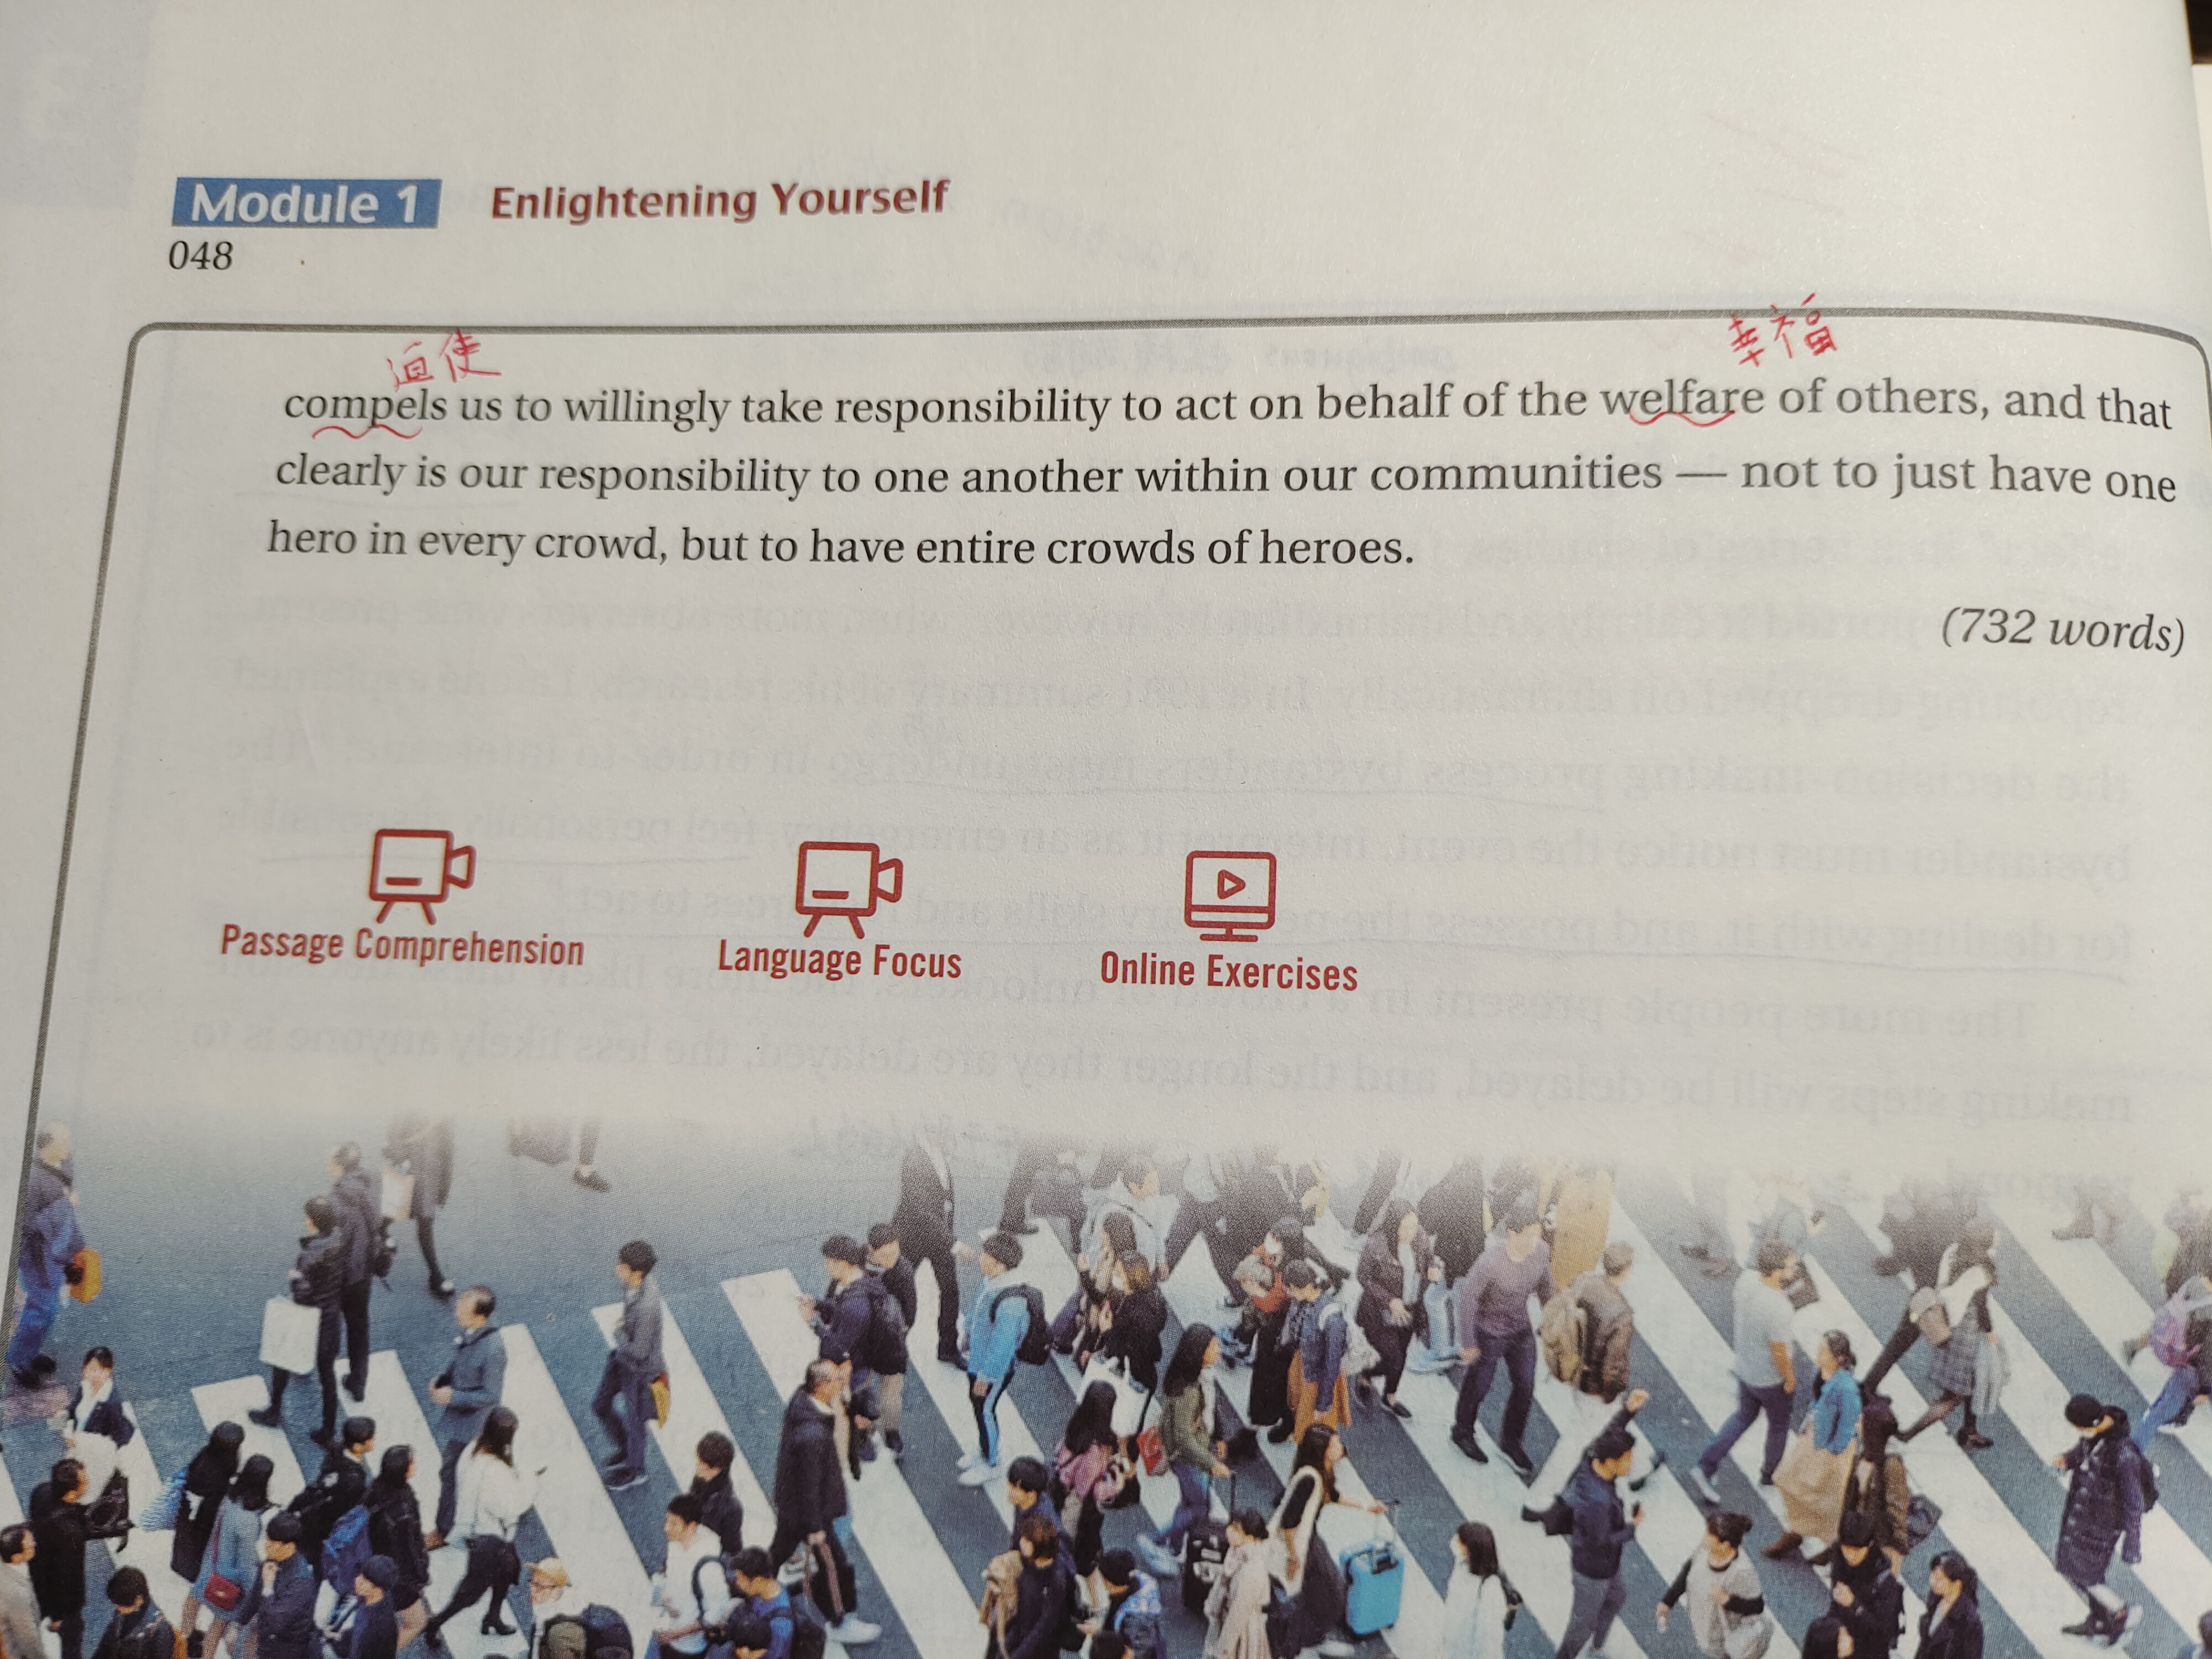 Module 1 Enlightening Yourself
048
迫使 幸福
compels us to willingly take responsibility to act on behalf of the welfare of others, and that
clearly is our responsibility to one another within our communities — not to just have one
hero in every crowd, but to have entire crowds of heroes.
(732 words)
Passage Comprehension
Language Focus
Online Exercises